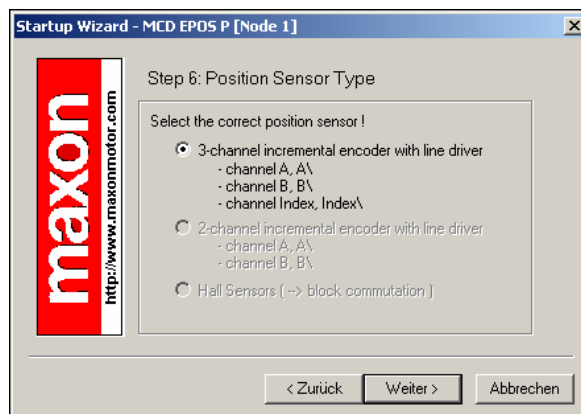 Startup Wizard - MCD EPOS P [Node 1]
maxon
http://www.maxonmotor.com
Step 6: Position Sensor Type
Select the correct position sensor !
3-channel incremental encoder with line driver
- channel A, A\
- channel B, B\
- channel Index, Index\
2-channel incremental encoder with line driver
- channel A, A\
- channel B, B\
Hall Sensors ( --> block commutation )
< Zurück
Weiter >
Abbrechen